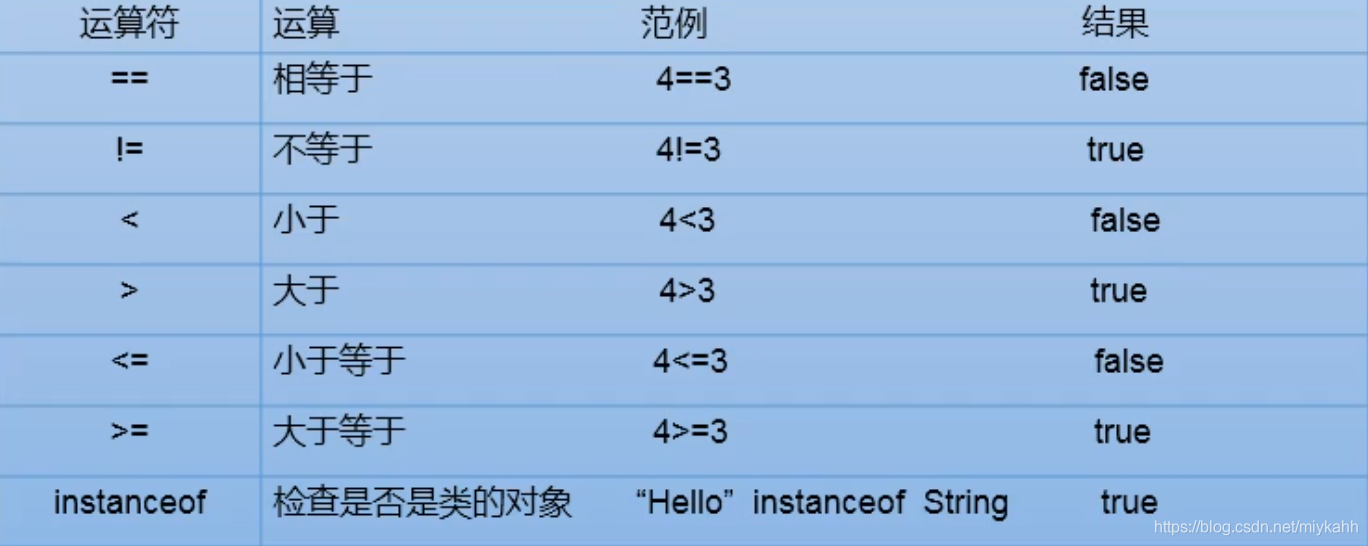 运算符 运算 范例 结果
== 相等于 4==3 false
!= 不等于 4!=3 true
< 小于 4<3 false
> 大于 4>3 true
<= 小于等于 4<=3 false
>= 大于等于 4>=3 true
instanceof 检查是否是类的对象 “Hello” instanceof String true
https://blog.csdn.net/miykahh